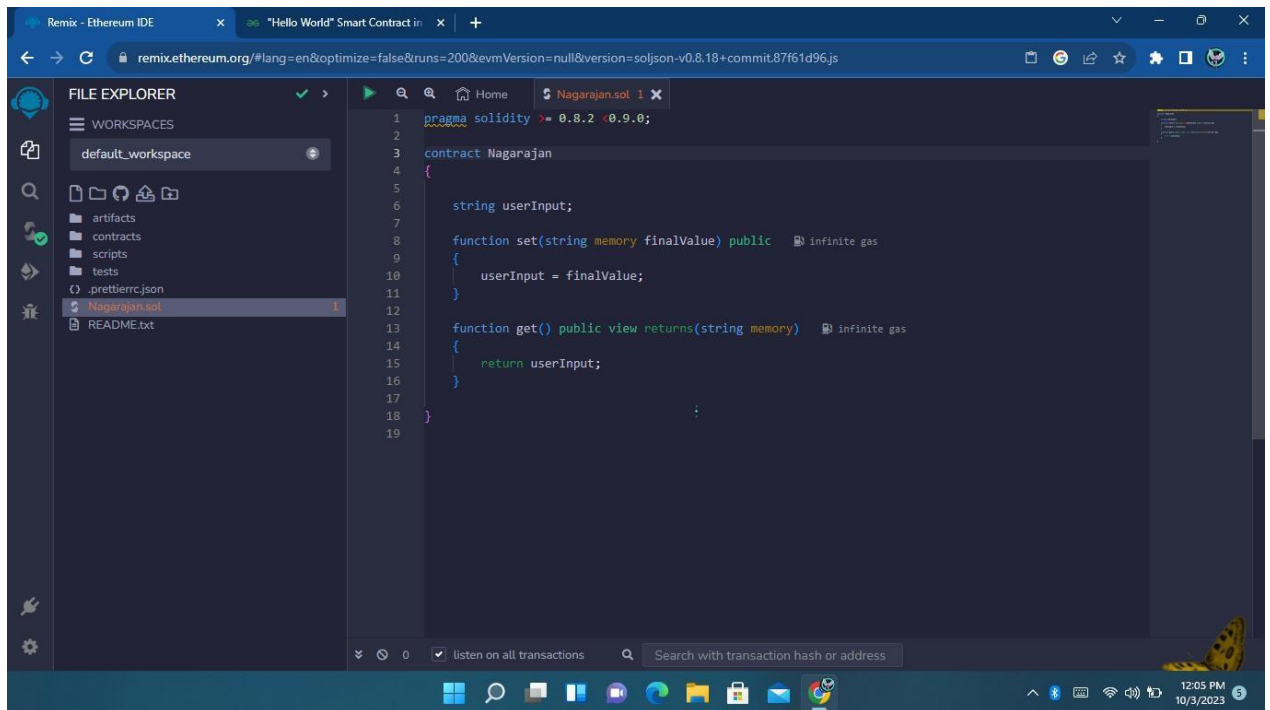 Remix - Ethereum IDE
"Hello World" Smart Contract in
remix.ethereum.org/#lang=en&optimize=false&runs=200&evmVersion=null&version=soljson-v0.8.18+commit.87f61d96.js
FILE EXPLORER
WORKSPACES
default_workspace
artifacts
contracts
scripts
tests
.prettierrc.json
Nagarajan.sol 1
README.txt
Home Nagarajan.sol 1
1 pragma solidity >= 0.8.2 <0.9.0;
2
3 contract Nagarajan
4 {
5
6 string userInput;
7
8 function set(string memory finalValue) public infinite gas
9 {
10 userInput = finalValue;
11 }
12
13 function get() public view returns(string memory) infinite gas
14 {
15 return userInput;
16 }
17
18 }
19
0 listen on all transactions Search with transaction hash or address
12:05 PM
10/3/2023
5